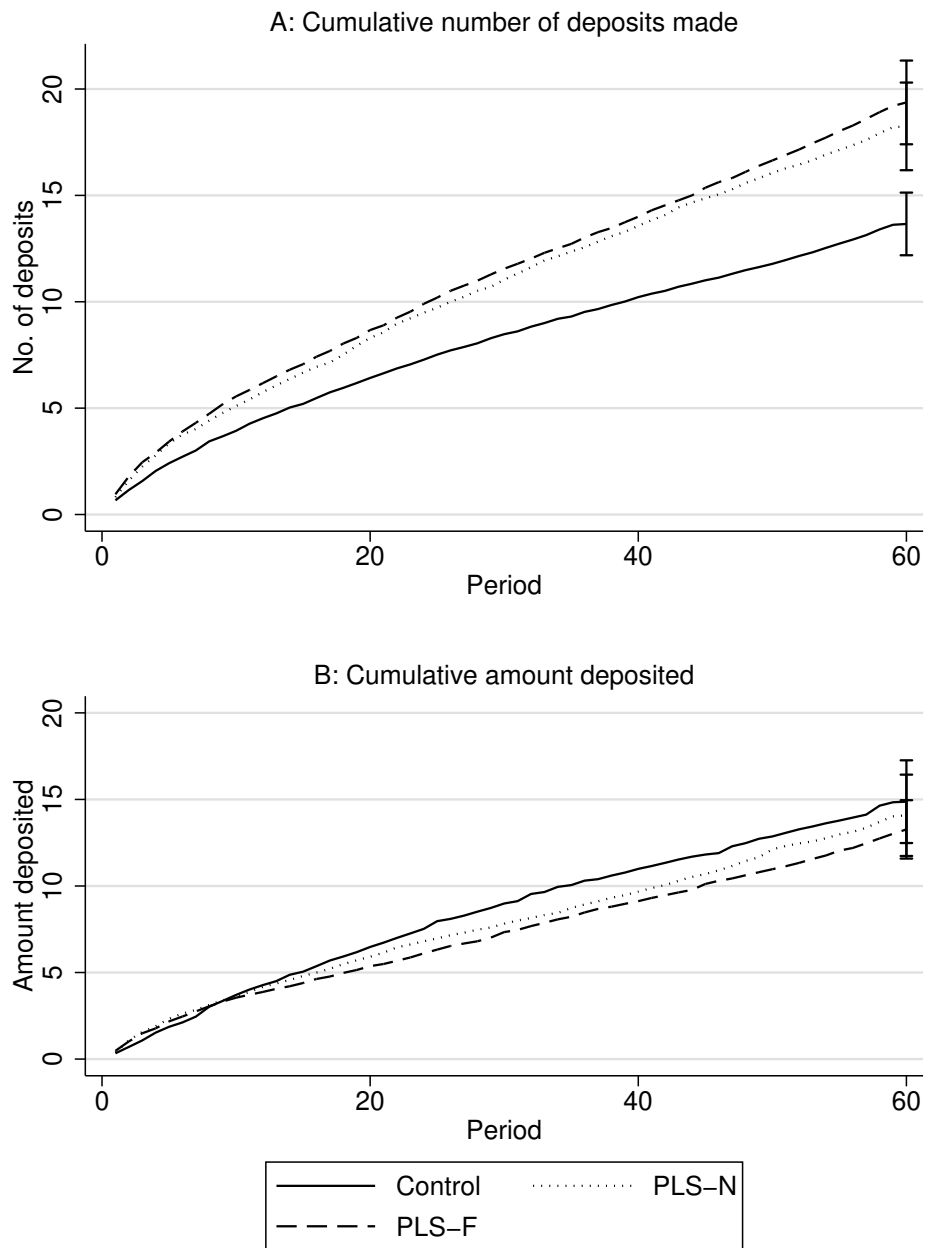 A: Cumulative number of deposits made
No. of deposits
20
15
10
5
0
0 20 40 60
Period
B: Cumulative amount deposited
Amount deposited
20
15
10
5
0
0 20 40 60
Period
Control PLS−N
PLS−F